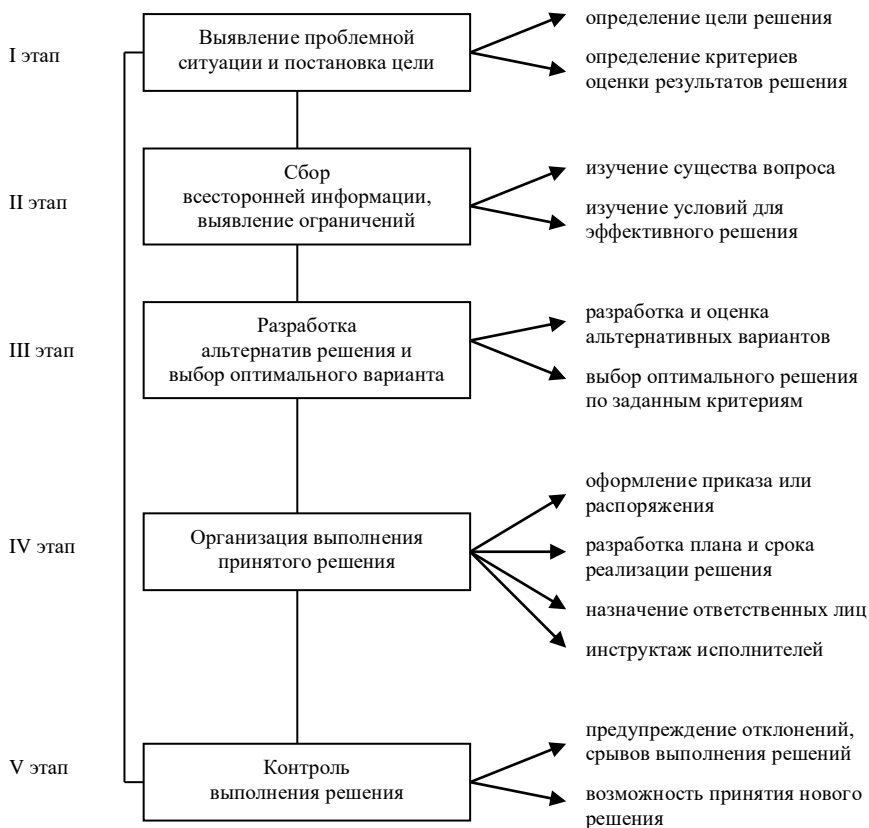 I этап
Выявление проблемной
ситуации и постановка цели
определение цели решения
определение критериев
оценки результатов решения
II этап
Сбор
всесторонней информации,
выявление ограничений
изучение существа вопроса
изучение условий для
эффективного решения
III этап
Разработка
альтернатив решения и
выбор оптимального варианта
разработка и оценка
альтернативных вариантов
выбор оптимального решения
по заданным критериям
IV этап
Организация выполнения
принятого решения
оформление приказа или
распоряжения
разработка плана и срока
реализации решения
назначение ответственных лиц
инструктаж исполнителей
V этап
Контроль
выполнения решения
предупреждение отклонений,
срывов выполнения решений
возможность принятия нового
решения